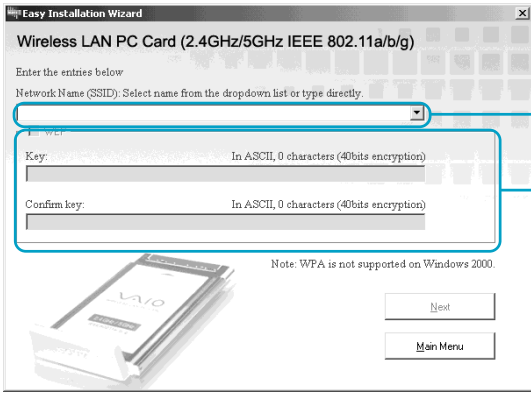 Easy Installation Wizard
Wireless LAN PC Card (2.4GHz/5GHz IEEE 802.11a/b/g)
Enter the entries below
Network Name (SSID): Select name from the dropdown list or type directly.
WEP
Key: In ASCII, 0 characters (40bits encryption)
Confirm key: In ASCII, 0 characters (40bits encryption)
Note: WPA is not supported on Windows 2000.
VAIO
Next
Main Menu